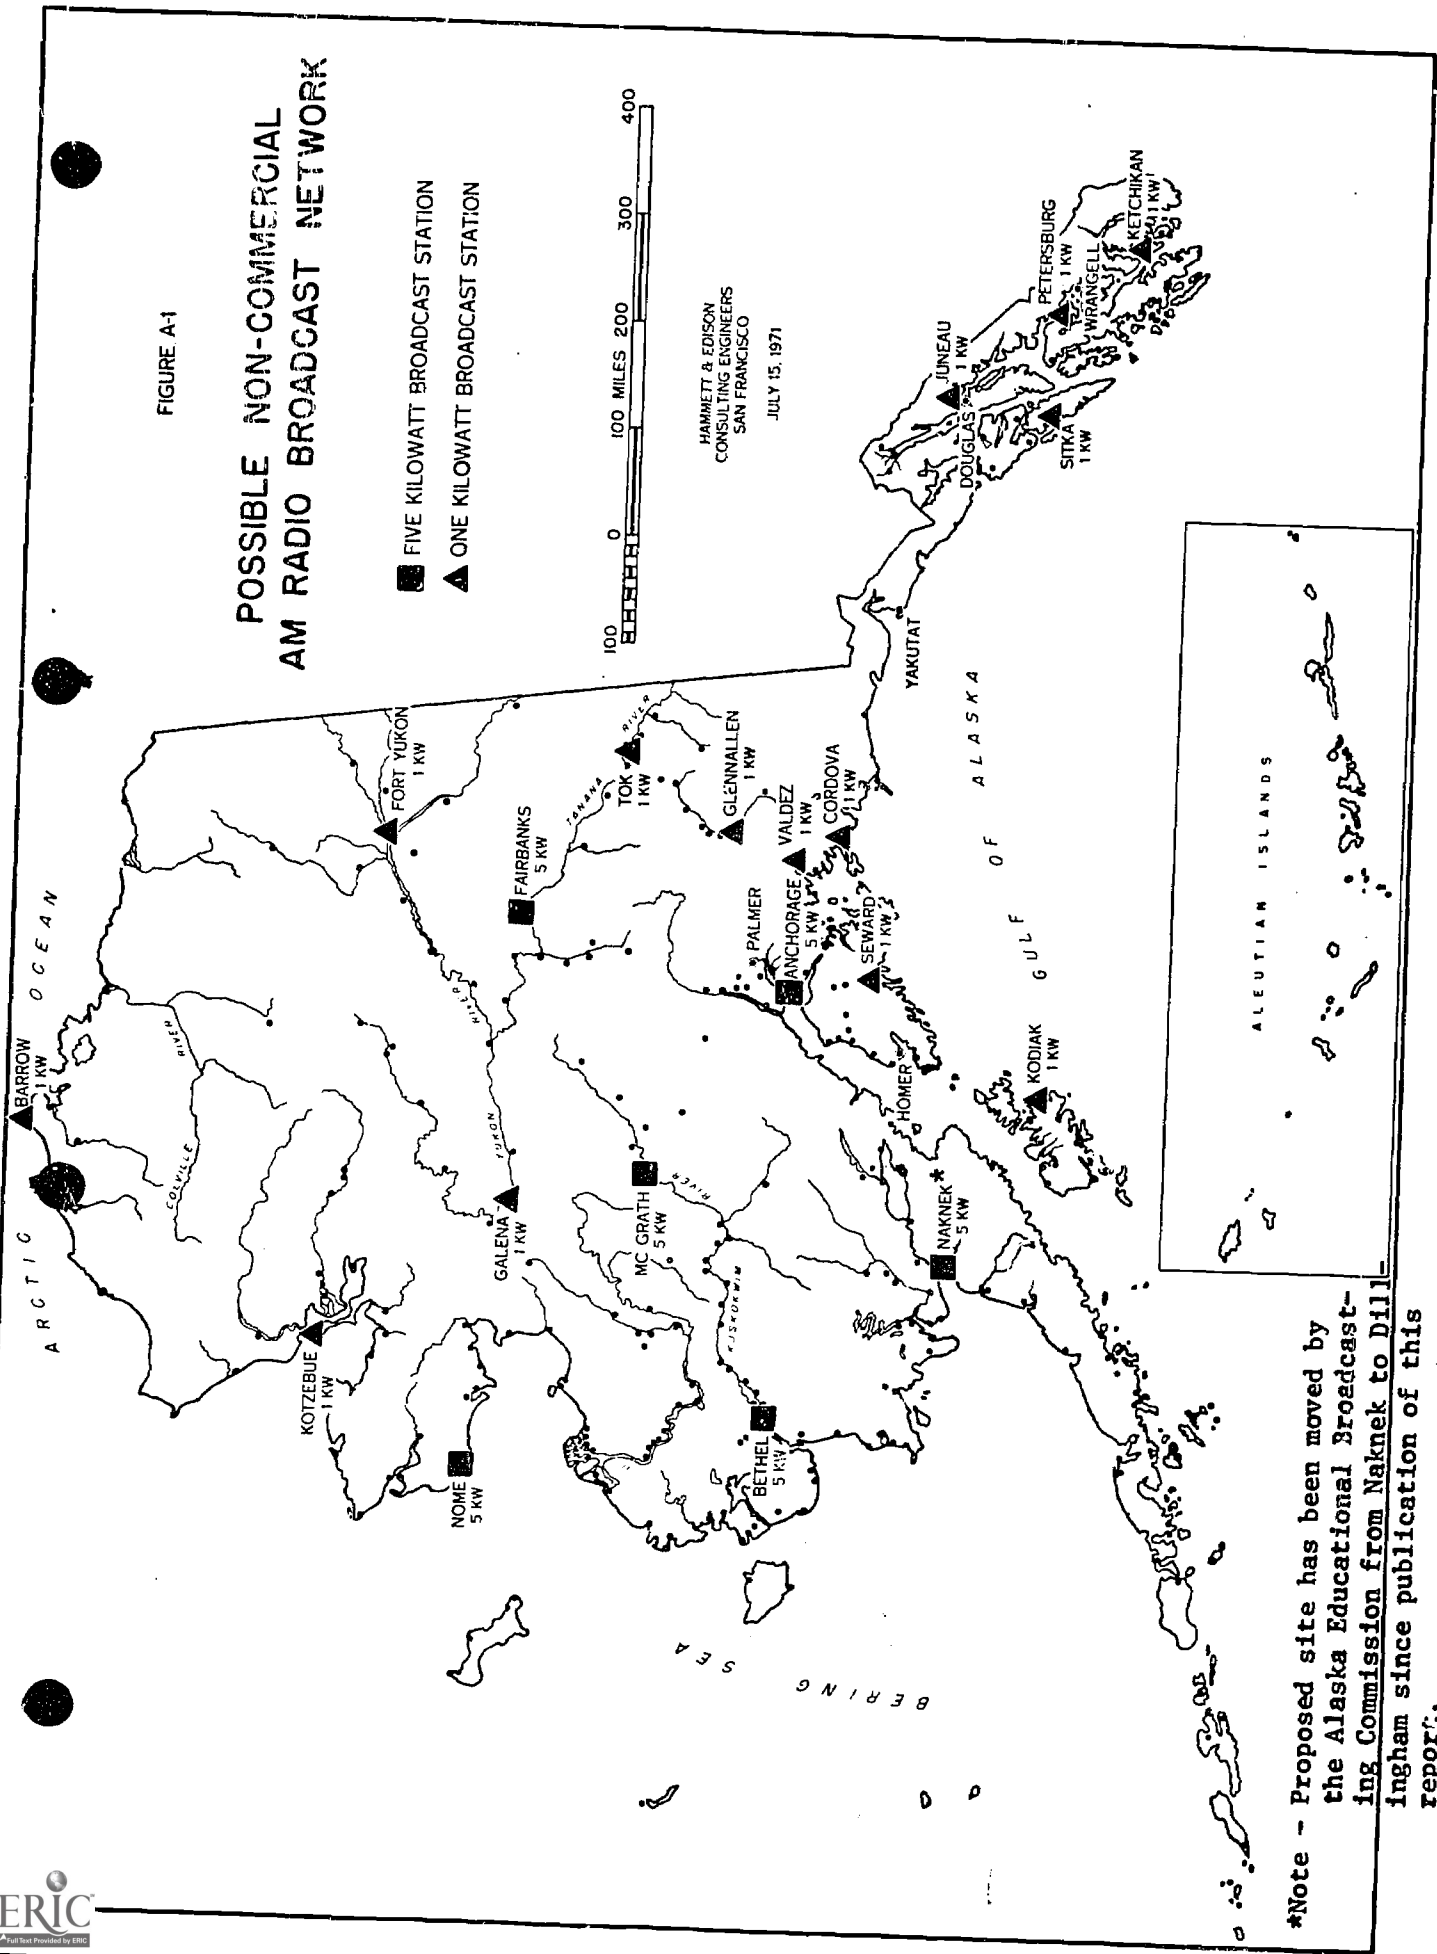 FIGURE A-1
POSSIBLE NON-COMMERCIAL
AM RADIO BROADCAST NETWORK
FIVE KILOWATT BROADCAST STATION
ONE KILOWATT BROADCAST STATION
100 0 100 MILES 200 300 400
HAMMETT & EDISON
CONSULTING ENGINEERS
SAN FRANCISCO
JULY 15, 1971
ARCTIC OCEAN
BARROW
1 KW
COLVILLE RIVER
KOTZEBUE
1 KW
FORT YUKON
1 KW
NOME
5 KW
GALENA
1 KW
YUKON RIVER
FAIRBANKS
5 KW
TANANA RIVER
TOK
1 KW
MC GRATH
5 KW
KUSKOKWIM RIVER
GLENNALLEN
1 KW
BETHEL
5 KW
PALMER
ANCHORAGE
5 KW
VALDEZ
1 KW
CORDOVA
1 KW
SEWARD
1 KW
HOMER
NAKNEK*
5 KW
KODIAK
1 KW
YAKUTAT
JUNEAU
1 KW
DOUGLAS
SITKA
1 KW
PETERSBURG
1 KW
WRANGELL
KETCHIKAN
1 KW
BERING SEA
GULF OF ALASKA
ALEUTIAN ISLANDS
*Note - Proposed site has been moved by
the Alaska Educational Broadcast-
ing Commission from Naknek to Dill-
ingham since publication of this
report.
ERIC
Full Text Provided by ERIC